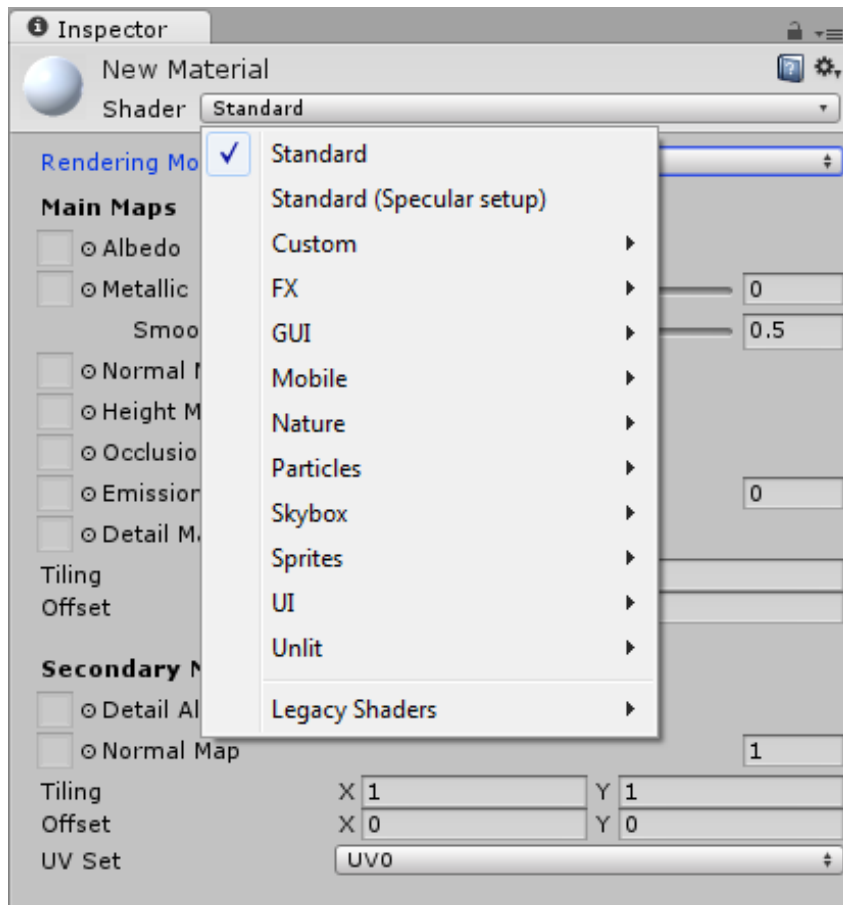 Inspector
New Material
Shader Standard
Rendering Mo
Standard
Standard (Specular setup)
Custom
FX
GUI
Mobile
Nature
Particles
Skybox
Sprites
UI
Unlit
Legacy Shaders
Main Maps
Albedo
Metallic 0
Smoo 0.5
Normal M
Height M
Occlusio
Emission 0
Detail Ma
Tiling
Offset
Secondary M
Detail Al
Normal Map 1
Tiling X 1 Y 1
Offset X 0 Y 0
UV Set UV0